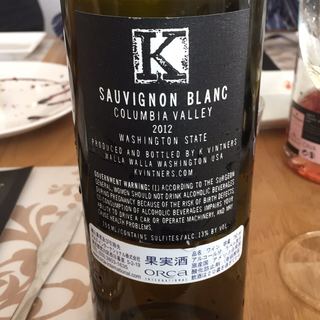 K
SAUVIGNON BLANC
COLUMBIA VALLEY
2012
WASHINGTON STATE
PRODUCED AND BOTTLED BY K VINTNERS
WALLA WALLA WASHINGTON USA
KVINTNERS.COM
GOVERNMENT WARNING: (1) ACCORDING TO THE SURGEON
GENERAL, WOMEN SHOULD NOT DRINK ALCOHOLIC BEVERAGES
DURING PREGNANCY BECAUSE OF THE RISK OF BIRTH DEFECTS.
CONSUMPTION OF ALCOHOLIC BEVERAGES IMPAIRS YOUR
TO DRIVE A CAR OR OPERATE MACHINERY, AND MAY
CAUSE HEALTH PROBLEMS.
750ML/CONTAINS SULFITES/ALC. 13% BY VOL
果実酒
ORCA
INTERNATIONAL